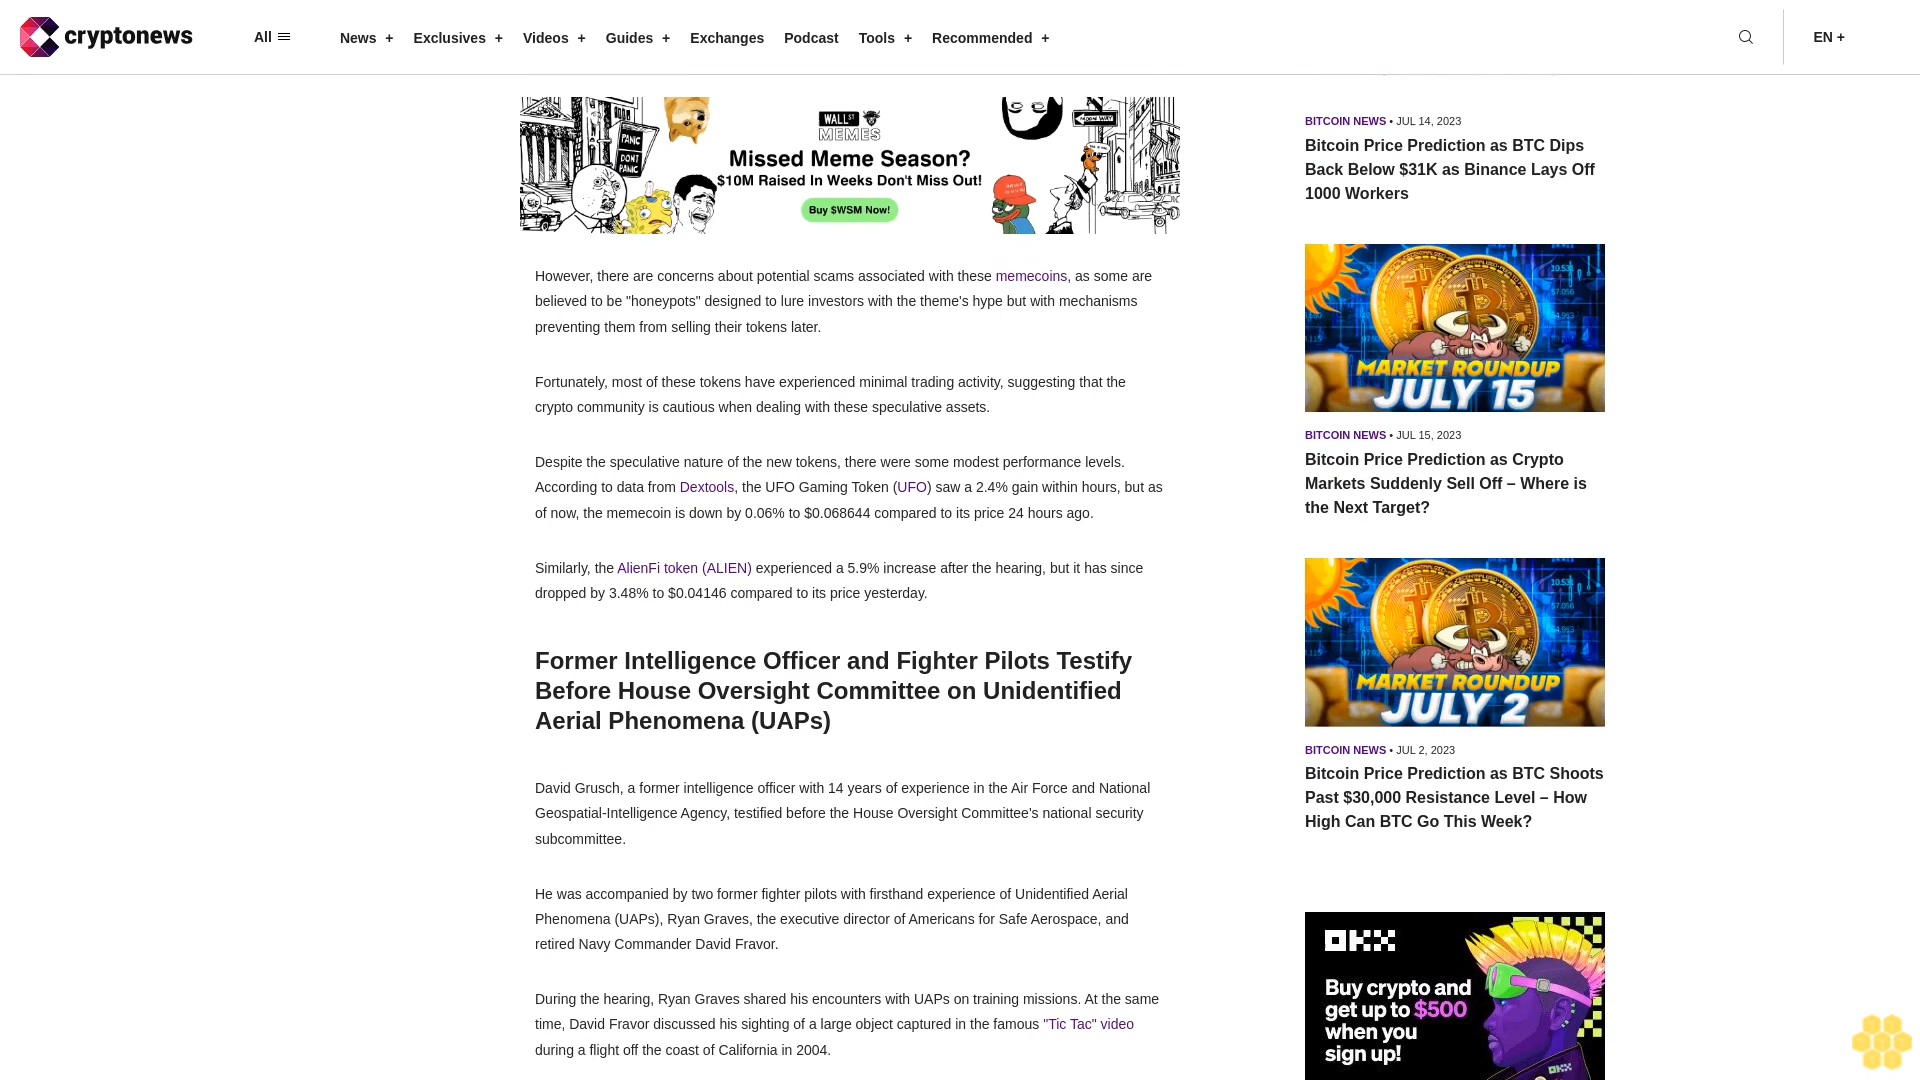 cryptonews
All
News +
Exclusives +
Videos +
Guides +
Exchanges
Podcast
Tools +
Recommended +
EN +
WALL ST
MEMES
PANIC
DONT
PANIC
Missed Meme Season?
$10M Raised In Weeks Don't Miss Out!
Buy $WSM Now!
However, there are concerns about potential scams associated with these memecoins, as some are
believed to be "honeypots" designed to lure investors with the theme's hype but with mechanisms
preventing them from selling their tokens later.
Fortunately, most of these tokens have experienced minimal trading activity, suggesting that the
crypto community is cautious when dealing with these speculative assets.
Despite the speculative nature of the new tokens, there were some modest performance levels.
According to data from Dextools, the UFO Gaming Token (UFO) saw a 2.4% gain within hours, but as
of now, the memecoin is down by 0.06% to $0.068644 compared to its price 24 hours ago.
Similarly, the AlienFi token (ALIEN) experienced a 5.9% increase after the hearing, but it has since
dropped by 3.48% to $0.04146 compared to its price yesterday.
Former Intelligence Officer and Fighter Pilots Testify
Before House Oversight Committee on Unidentified
Aerial Phenomena (UAPs)
David Grusch, a former intelligence officer with 14 years of experience in the Air Force and National
Geospatial-Intelligence Agency, testified before the House Oversight Committee's national security
subcommittee.
He was accompanied by two former fighter pilots with firsthand experience of Unidentified Aerial
Phenomena (UAPs), Ryan Graves, the executive director of Americans for Safe Aerospace, and
retired Navy Commander David Fravor.
During the hearing, Ryan Graves shared his encounters with UAPs on training missions. At the same
time, David Fravor discussed his sighting of a large object captured in the famous "Tic Tac" video
during a flight off the coast of California in 2004.
BITCOIN NEWS • JUL 14, 2023
Bitcoin Price Prediction as BTC Dips
Back Below $31K as Binance Lays Off
1000 Workers
MARKET ROUNDUP
JULY 15
BITCOIN NEWS • JUL 15, 2023
Bitcoin Price Prediction as Crypto
Markets Suddenly Sell Off – Where is
the Next Target?
MARKET ROUNDUP
JULY 2
BITCOIN NEWS • JUL 2, 2023
Bitcoin Price Prediction as BTC Shoots
Past $30,000 Resistance Level – How
High Can BTC Go This Week?
OKX
Buy crypto and
get up to $500
when you
sign up!
OKX